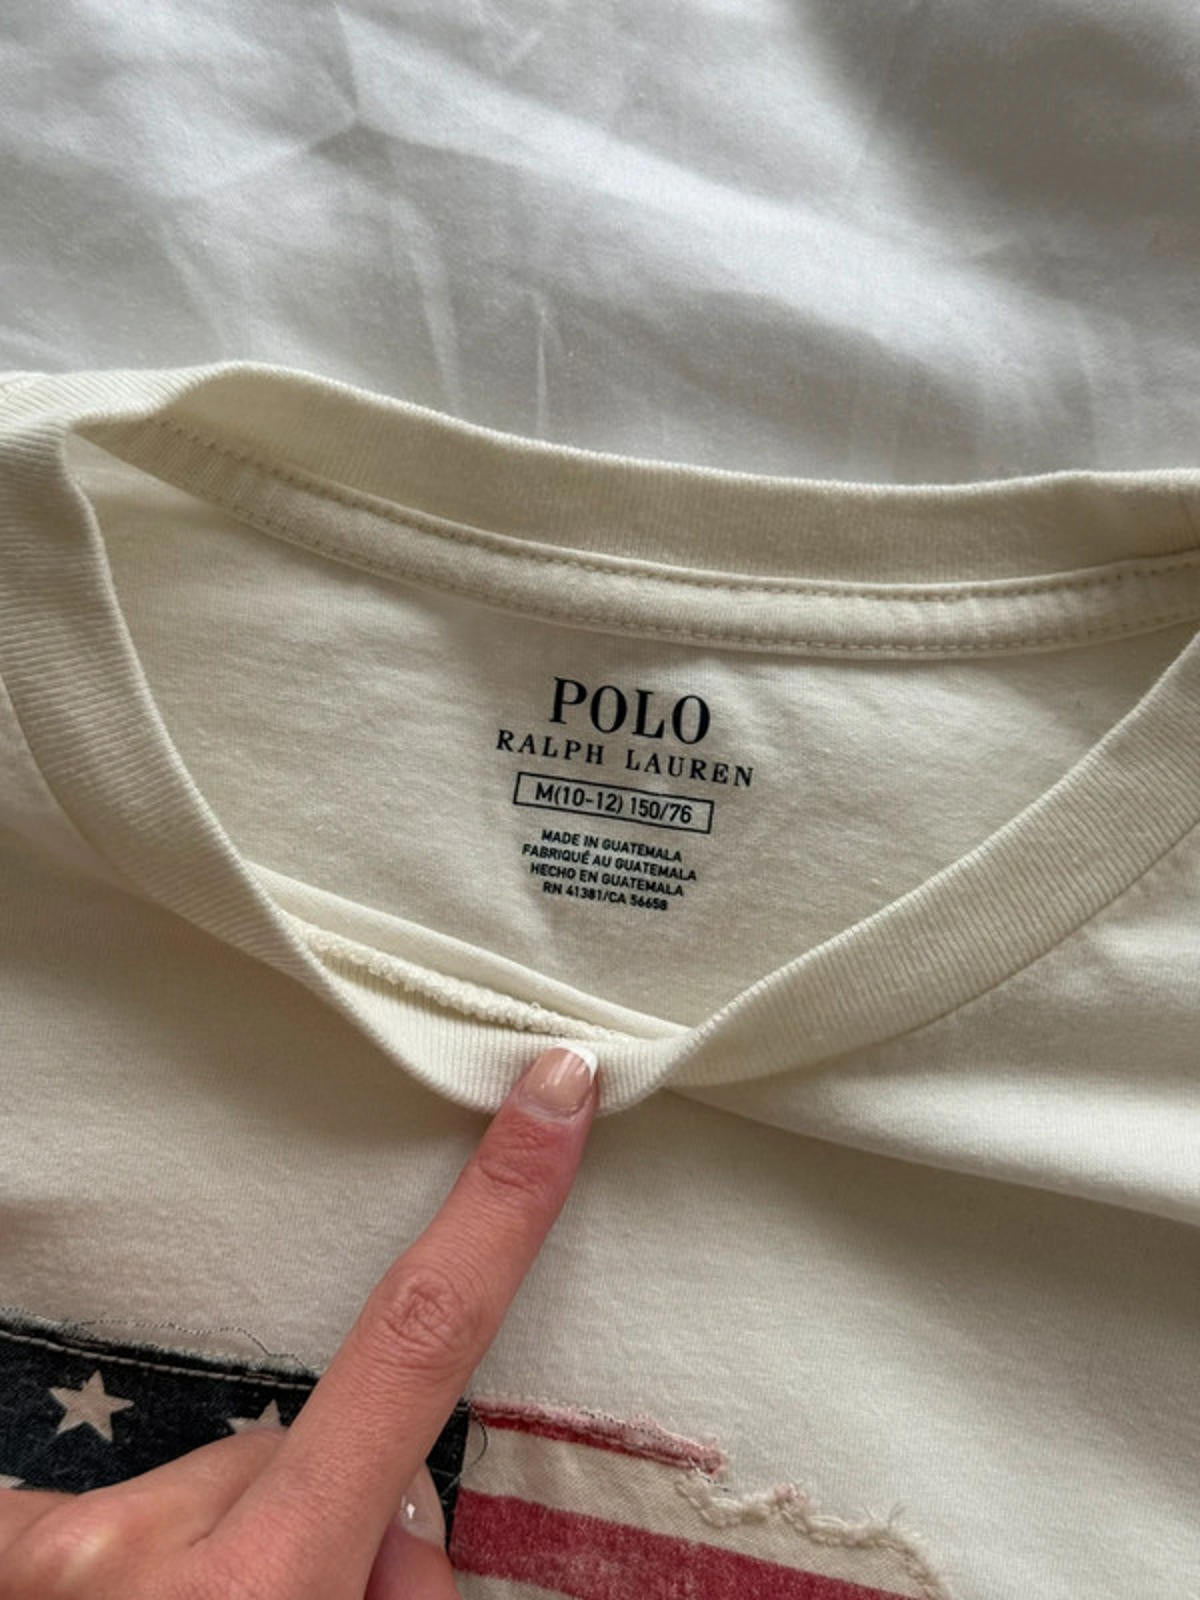 POLO
RALPH LAUREN
M(10-12) 150/76
MADE IN GUATEMALA
FABRIQUÉ AU GUATEMALA
HECHO EN GUATEMALA
RN 41381/CA 56658